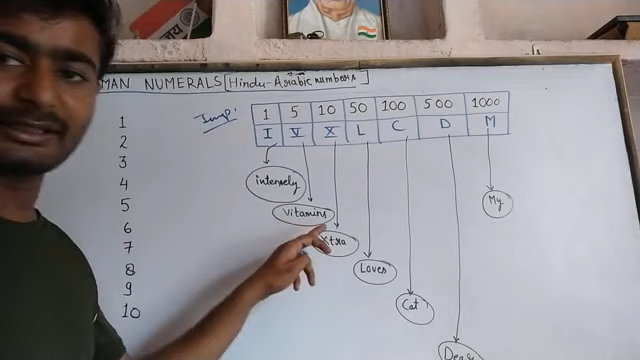 MAN NUMERALS [Hindu-Arabic numbers]
Imp:
1 5 10 50 100 500 1000
I V X L C D M
1
2
3
4
5
6
7
8
9
10
intensely
Vitamins
Xtra
Loves
Cat
My